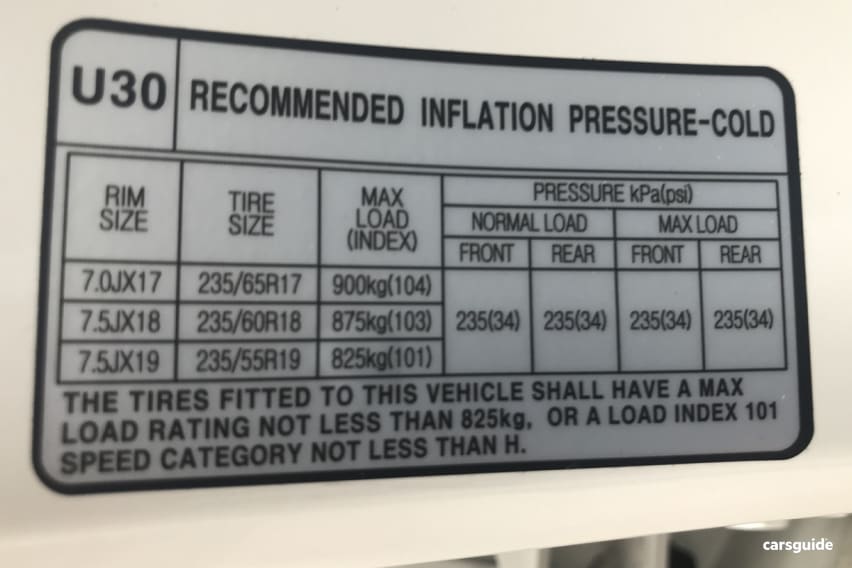 U30 RECOMMENDED INFLATION PRESSURE-COLD
RIM SIZE TIRE SIZE MAX LOAD (INDEX) PRESSURE kPa(psi)
NORMAL LOAD MAX LOAD
FRONT REAR FRONT REAR
7.0JX17 235/65R17 900kg(104)
7.5JX18 235/60R18 875kg(103) 235(34) 235(34) 235(34) 235(34)
7.5JX19 235/55R19 825kg(101)
THE TIRES FITTED TO THIS VEHICLE SHALL HAVE A MAX
LOAD RATING NOT LESS THAN 825kg, OR A LOAD INDEX 101
SPEED CATEGORY NOT LESS THAN H.
carsguide